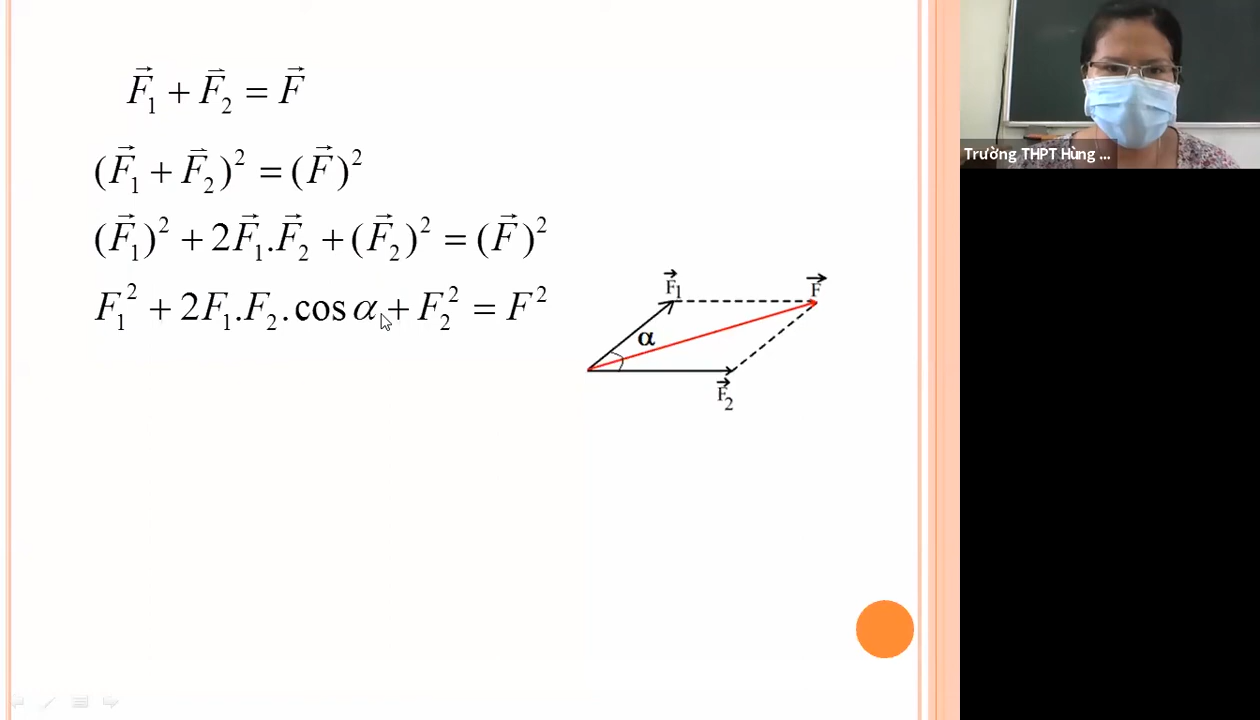 F⃗₁ + F⃗₂ = F⃗
(F⃗₁ + F⃗₂)² = (F⃗)²
(F⃗₁)² + 2F⃗₁.F⃗₂ + (F⃗₂)² = (F⃗)²
F₁² + 2F₁.F₂.cos α + F₂² = F²
F⃗₁
F⃗
α
F⃗₂
Trường THPT Hùng ...